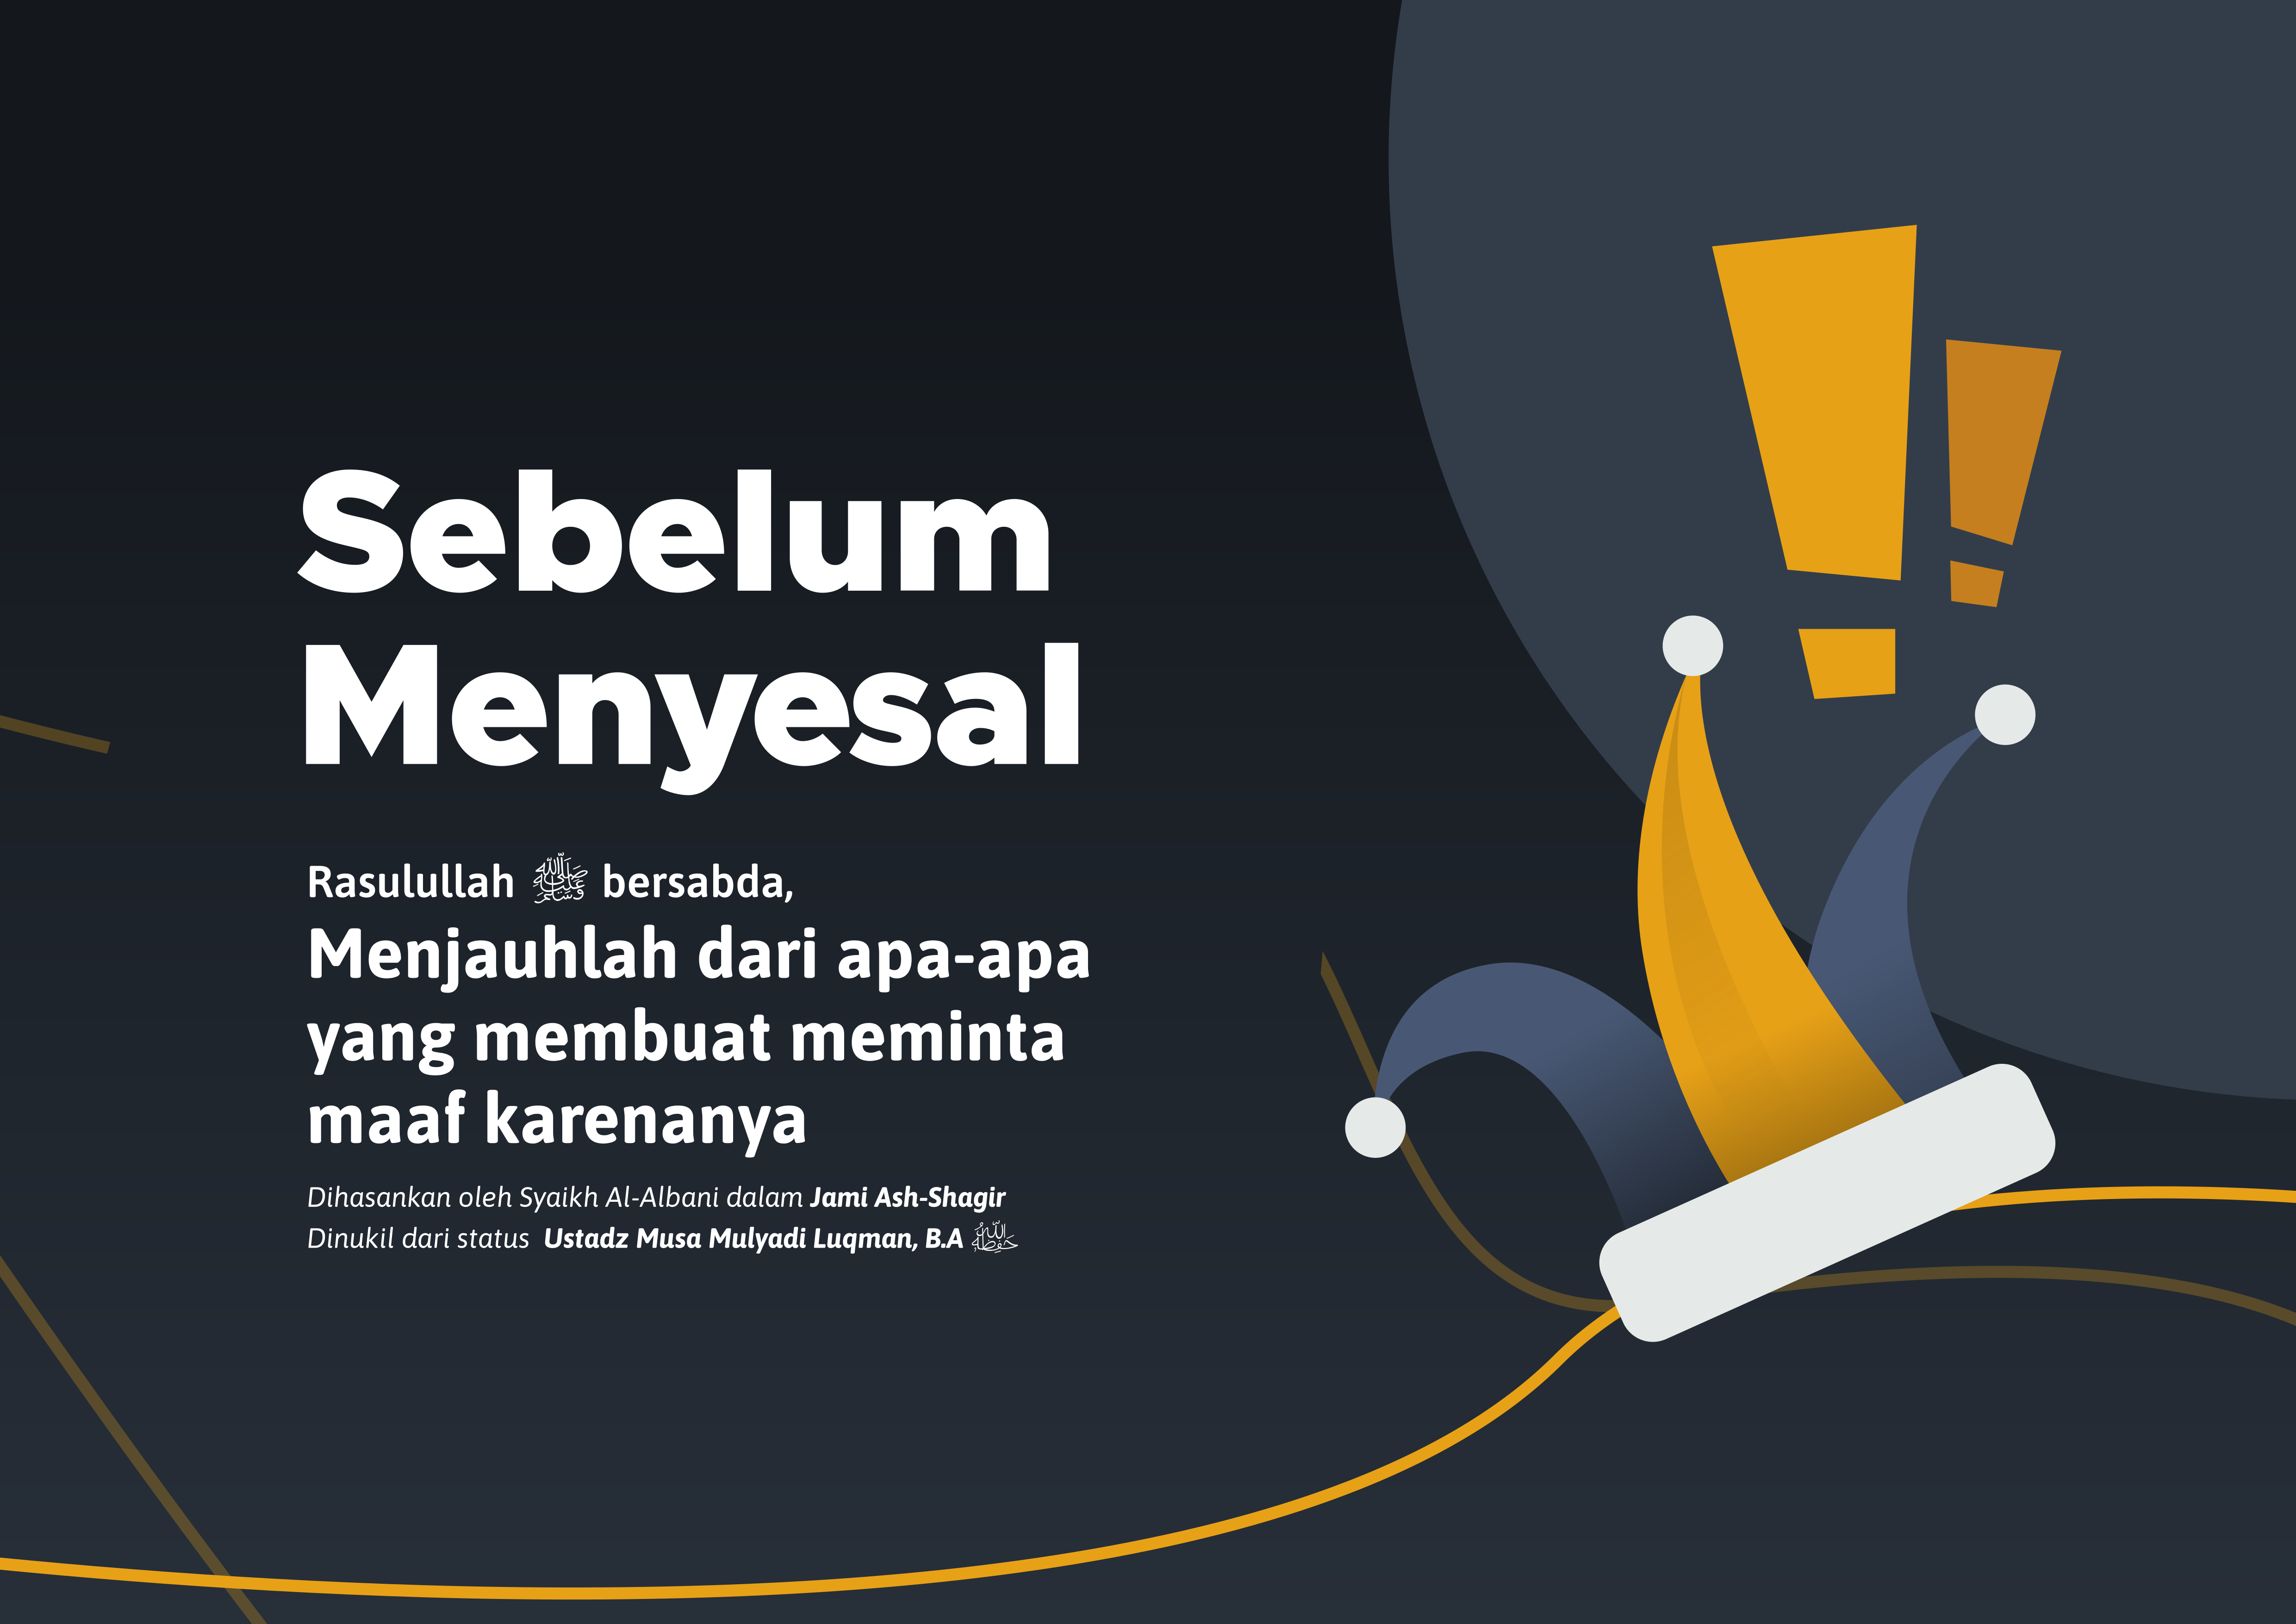 Sebelum
Menyesal
Rasulullah ﷺ bersabda,
Menjauhlah dari apa-apa
yang membuat meminta
maaf karenanya
Dihasankan oleh Syaikh Al-Albani dalam Jami Ash-Shagir
Dinukil dari status Ustadz Musa Mulyadi Luqman, B.A حفظه الله